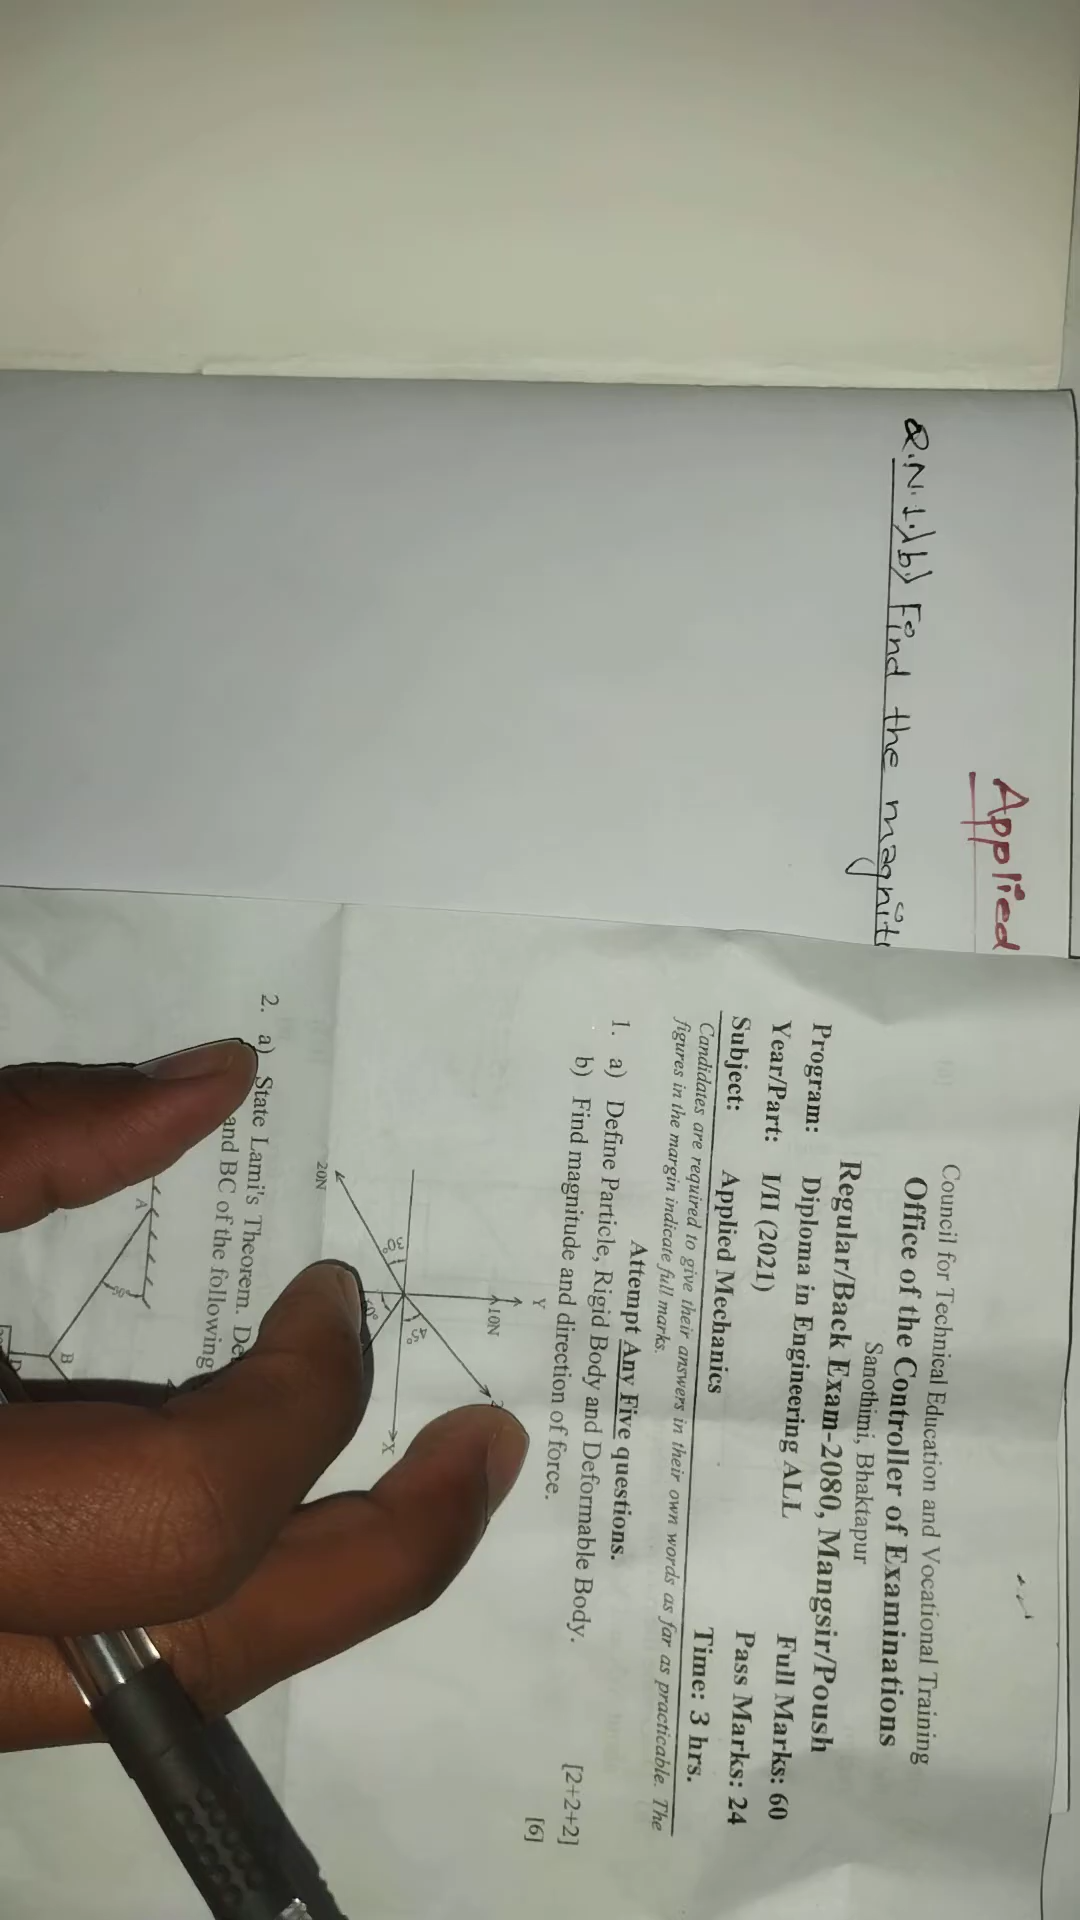 Applied
Q.N.1.) b.) Find the
Council for Technical Education and Vocational Training
Office of the Controller of Examinations
Sanothimi, Bhaktapur
Regular/Back Exam-2080, Mangsir/Poush
Program: Diploma in Engineering ALL Full Marks: 60
Year/Part: I/II (2021) Pass Marks: 24
Subject: Applied Mechanics Time: 3 hrs.
Candidates are required to give their answers in their own words as far as practicable. The
figures in the margin indicate full marks.
Attempt Any Five questions.
1. a) Define Particle, Rigid Body and Deformable Body. [2+2+2]
b) Find magnitude and direction of force. [6]
Y
10N
45°
X
30°
20N
2. a) State Lami's Theorem.
and BC of the following
A
B